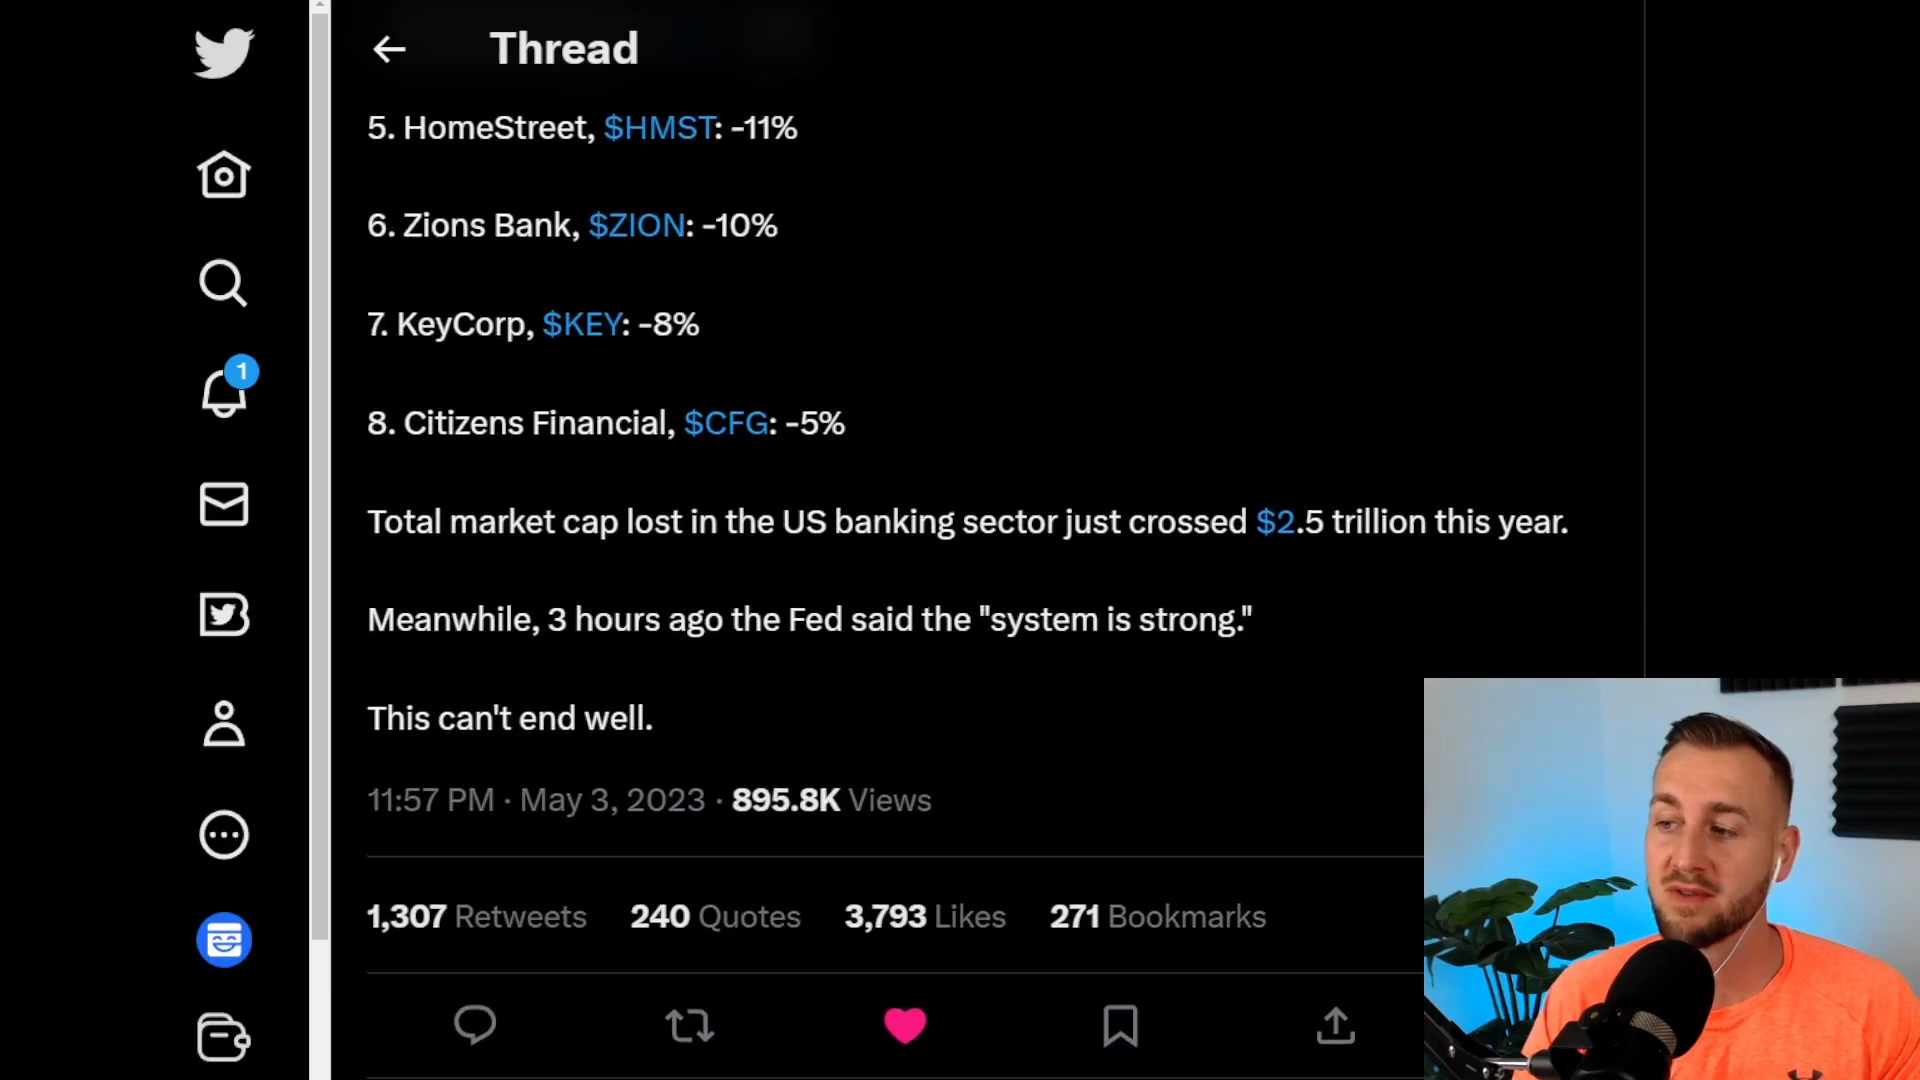 Thread
5. HomeStreet, $HMST: -11%
6. Zions Bank, $ZION: -10%
7. KeyCorp, $KEY: -8%
1
8. Citizens Financial, $CFG: -5%
Total market cap lost in the US banking sector just crossed $2.5 trillion this year.
Meanwhile, 3 hours ago the Fed said the "system is strong."
This can't end well.
11:57 PM · May 3, 2023 · 895.8K Views
1,307 Retweets 240 Quotes 3,793 Likes 271 Bookmarks